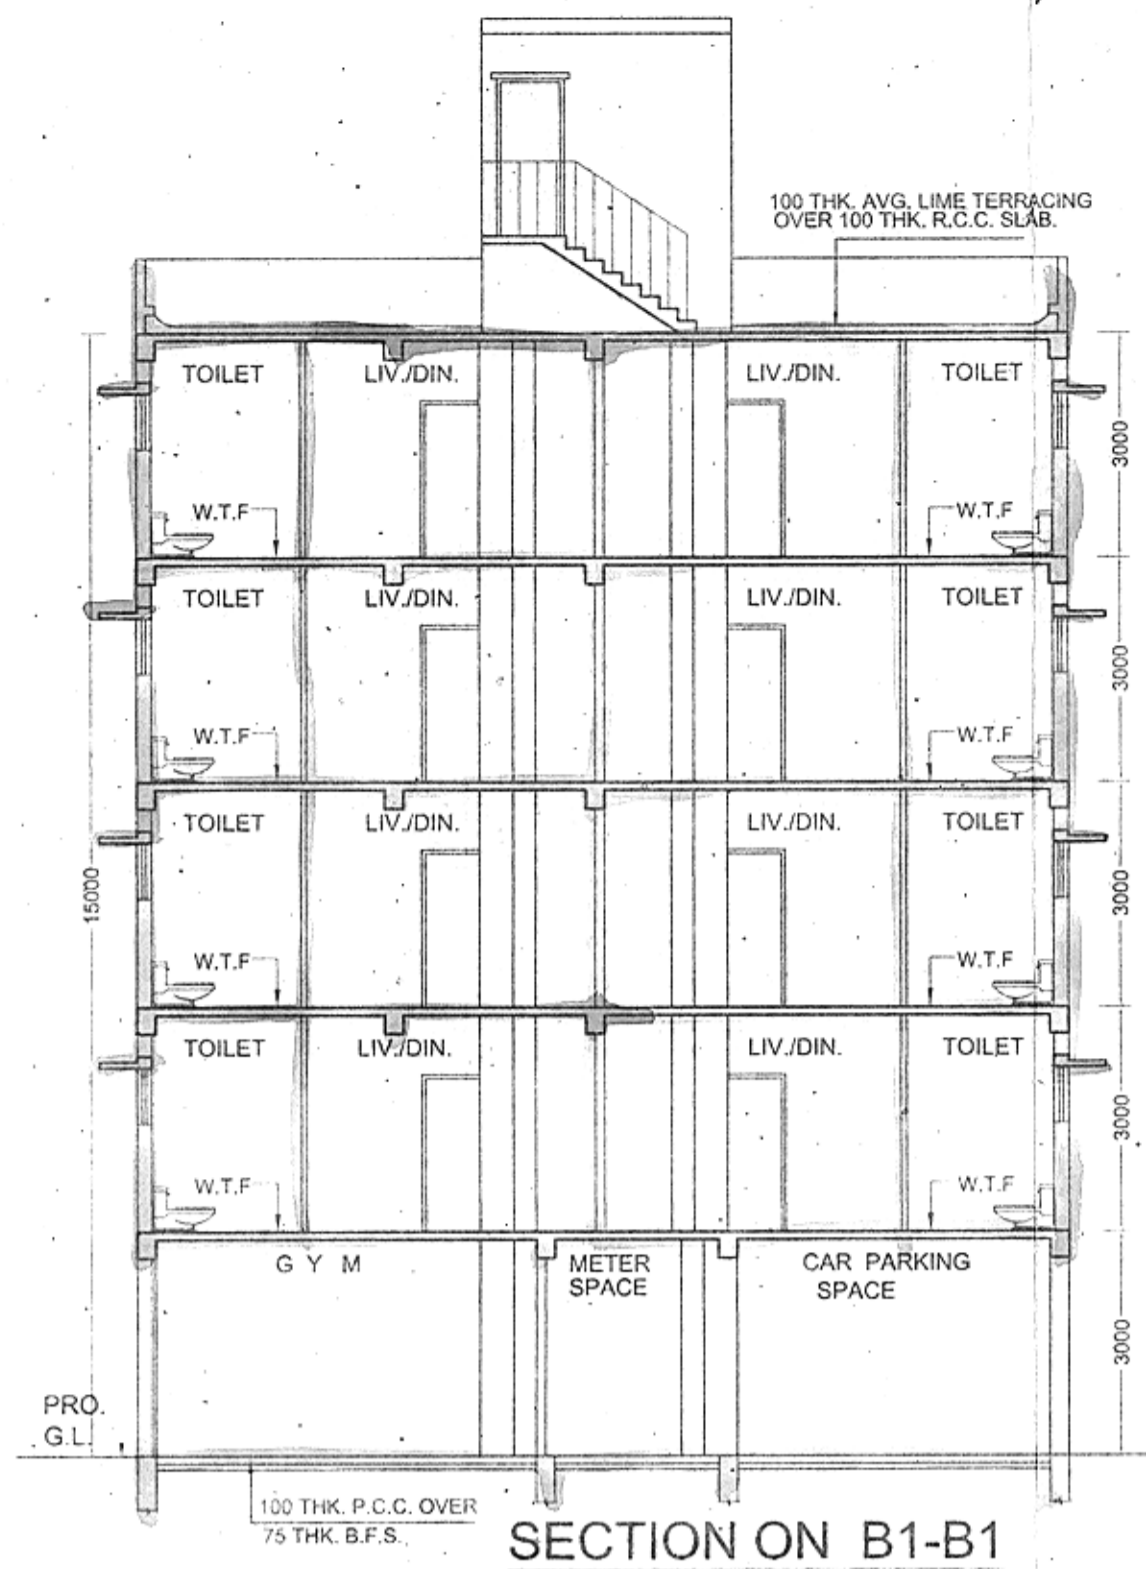 100 THK. AVG. LIME TERRACING
OVER 100 THK. R.C.C. SLAB.
TOILET LIV./DIN. LIV./DIN. TOILET
3000
W.T.F W.T.F
TOILET LIV./DIN. LIV./DIN. TOILET
3000
W.T.F W.T.F
TOILET LIV./DIN. LIV./DIN. TOILET
15000
3000
W.T.F W.T.F
TOILET LIV./DIN. LIV./DIN. TOILET
3000
W.T.F W.T.F
G Y M
METER
SPACE
CAR PARKING
SPACE
3000
PRO.
G.L.
100 THK. P.C.C. OVER
75 THK. B.F.S.
SECTION ON B1-B1